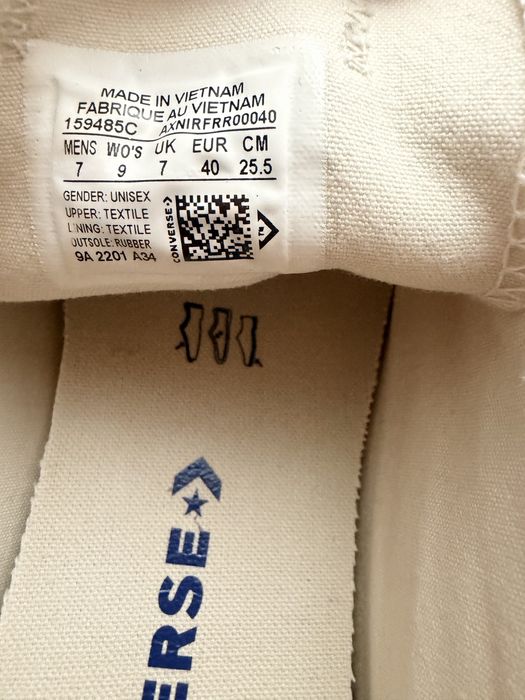 MADE IN VIETNAM
FABRIQUE AU VIETNAM
159485C AXNIRFRR00040
MENS WO'S UK EUR CM
7 9 7 40 25.5
GENDER: UNISEX
UPPER: TEXTILE
LINING: TEXTILE
OUTSOLE: RUBBER
9A 2201 A34
CONVERSE
TM
ERSE